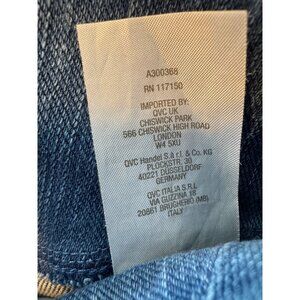 A300368
RN 117150
IMPORTED BY:
QVC UK
CHISWICK PARK
566 CHISWICK HIGH ROAD
LONDON
W4 5XU
QVC Handel S.à r.l. & Co. KG
PLOCKSTR. 30
40221 DÜSSELDORF
GERMANY
QVC ITALIA S.R.L
VIA GUZZINA 18
20861 BRUGHERIO (MB)
ITALY